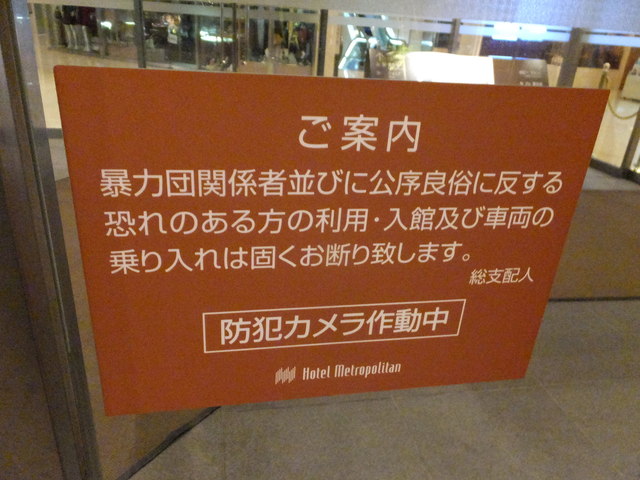 ご案内
暴力団関係者並びに公序良俗に反する
恐れのある方の利用・入館及び車両の
乗り入れは固くお断り致します。
総支配人
防犯カメラ作動中
Hotel Metropolitan